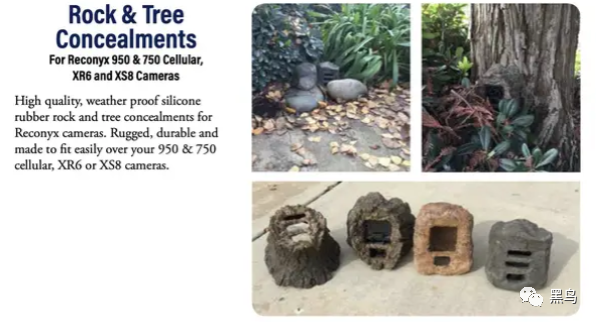 Rock & Tree
Concealments
For Reconyx 950 & 750 Cellular,
XR6 and XS8 Cameras
High quality, weather proof silicone
rubber rock and tree concealments for
Reconyx cameras. Rugged, durable and
made to fit easily over your 950 & 750
cellular, XR6 or XS8 cameras.
黑鸟